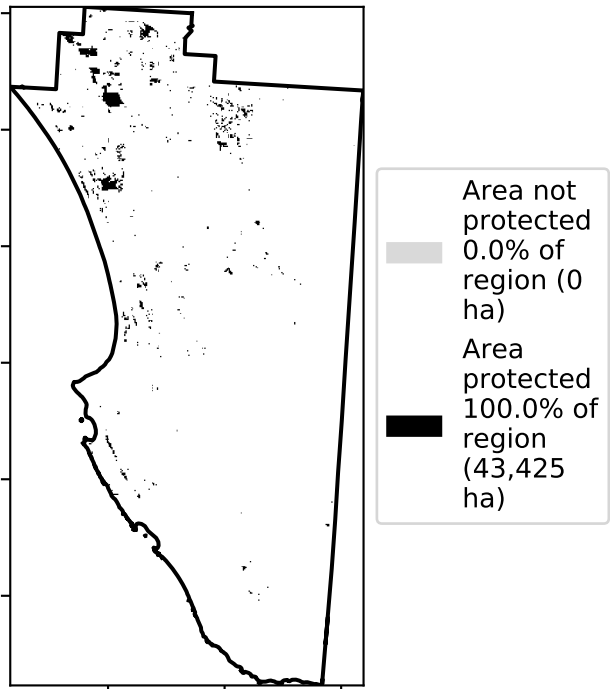 Area not
protected
0.0% of
region (0
ha)
Area
protected
100.0% of
region
(43,425
ha)